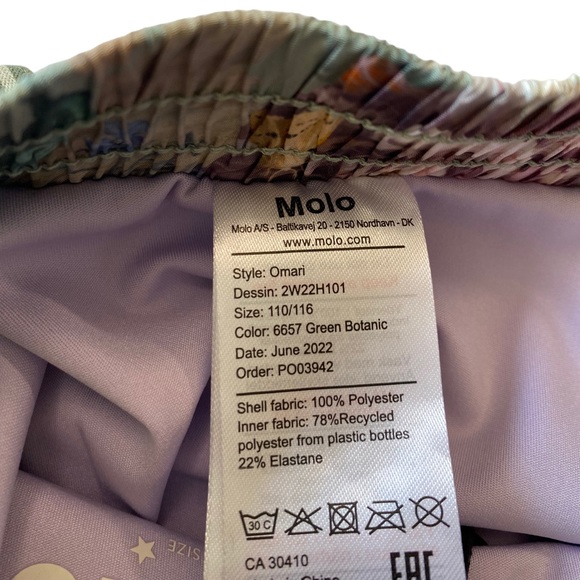 Molo
Molo A/S - Baltikavej 20 - 2150 Nordhavn - DK
www.molo.com
Style: Omari
Dessin: 2W22H101
Size: 110/116
Color: 6657 Green Botanic
Date: June 2022
Order: PO03942
Shell fabric: 100% Polyester
Inner fabric: 78%Recycled
polyester from plastic bottles
22% Elastane
30 C
CA 30410
EAC
China
SIZE